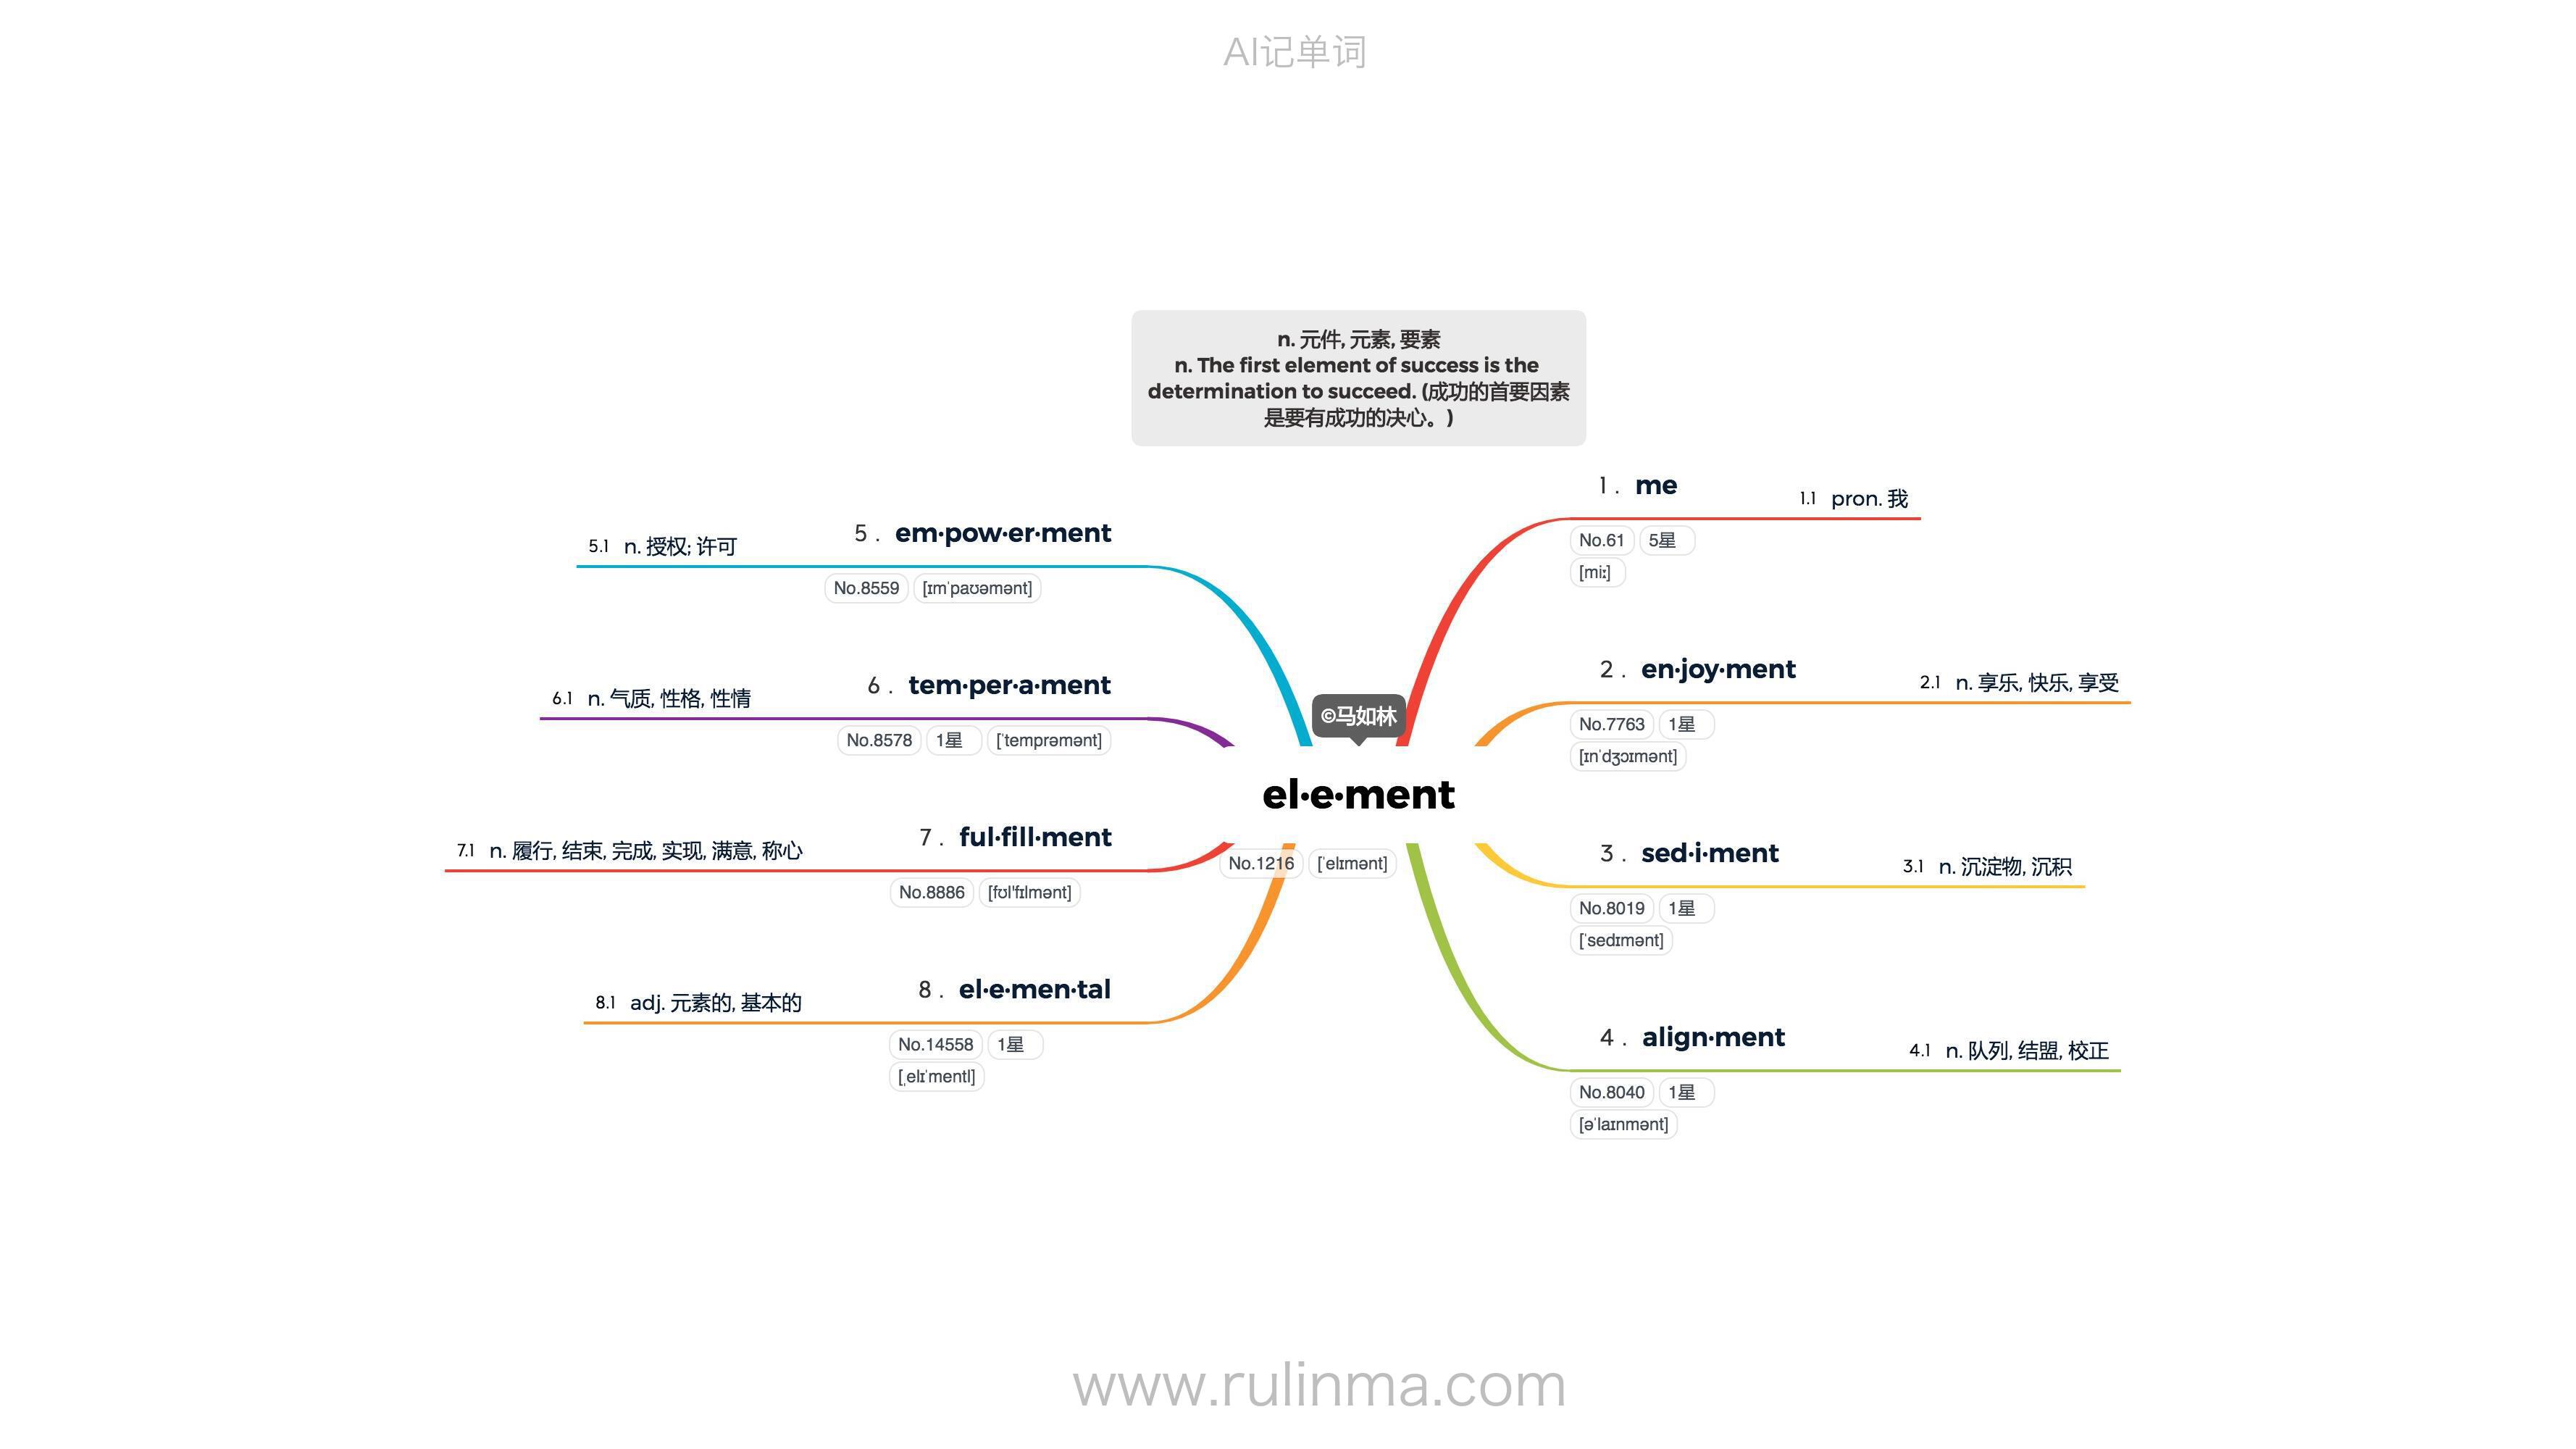 AI记单词
n. 元件, 元素, 要素
n. The first element of success is the
determination to succeed. (成功的首要因素
是要有成功的决心。)
©马如林
el·e·ment
No.1216 [ˈelɪmənt]
1 . me
1.1 pron. 我
No.61 5星
[miː]
2 . en·joy·ment
2.1 n. 享乐, 快乐, 享受
No.7763 1星
[ɪnˈdʒɔɪmənt]
3 . sed·i·ment
3.1 n. 沉淀物, 沉积
No.8019 1星
[ˈsedɪmənt]
4 . align·ment
4.1 n. 队列, 结盟, 校正
No.8040 1星
[əˈlaɪnmənt]
5 . em·pow·er·ment
5.1 n. 授权; 许可
No.8559 [ɪmˈpaʊəmənt]
6 . tem·per·a·ment
6.1 n. 气质, 性格, 性情
No.8578 1星 [ˈtemprəmənt]
7 . ful·fill·ment
7.1 n. 履行, 结束, 完成, 实现, 满意, 称心
No.8886 [fʊl'fɪlmənt]
8 . el·e·men·tal
8.1 adj. 元素的, 基本的
No.14558 1星
[ˌelɪˈmentl]
www.rulinma.com